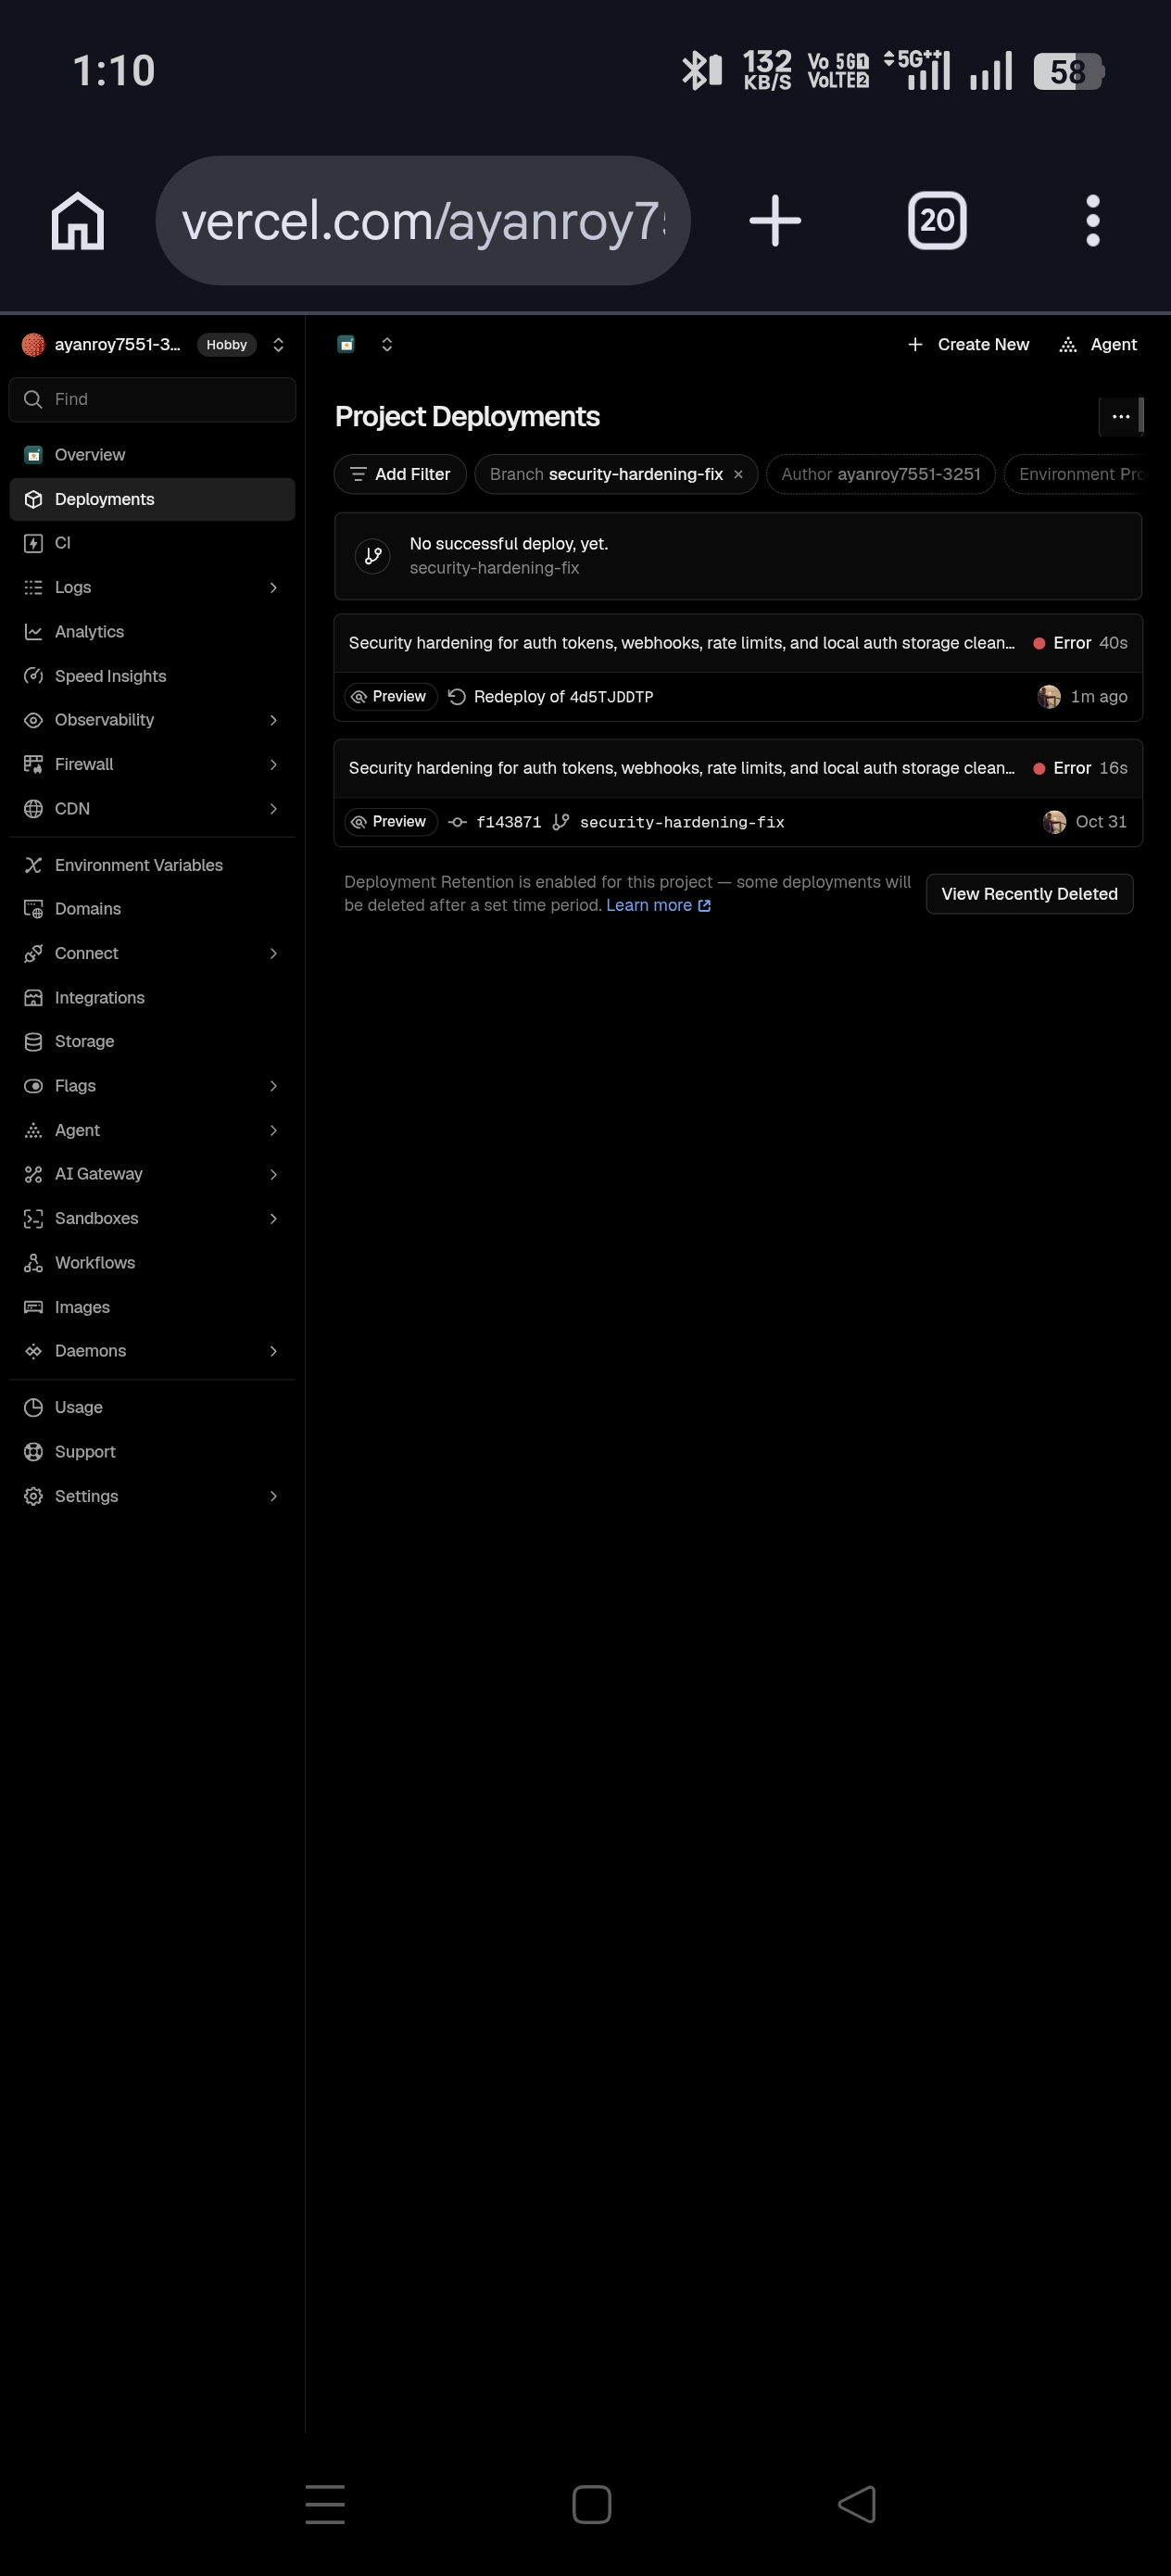 1:10
132
KB/S
Vo 5G 1
VoLTE 2
5G++
58
vercel.com/ayanroy7
20
ayanroy7551-3...
Hobby
Create New
Agent
Find
Overview
Deployments
CI
Logs
Analytics
Speed Insights
Observability
Firewall
CDN
Environment Variables
Domains
Connect
Integrations
Storage
Flags
Agent
AI Gateway
Sandboxes
Workflows
Images
Daemons
Usage
Support
Settings
Project Deployments
Add Filter
Branch security-hardening-fix ×
Author ayanroy7551-3251
Environment Pro
No successful deploy, yet.
security-hardening-fix
Security hardening for auth tokens, webhooks, rate limits, and local auth storage clean...
Error 40s
Preview
Redeploy of 4d5TJDDTP
1m ago
Security hardening for auth tokens, webhooks, rate limits, and local auth storage clean...
Error 16s
Preview
f143871
security-hardening-fix
Oct 31
Deployment Retention is enabled for this project — some deployments will
be deleted after a set time period. Learn more
View Recently Deleted